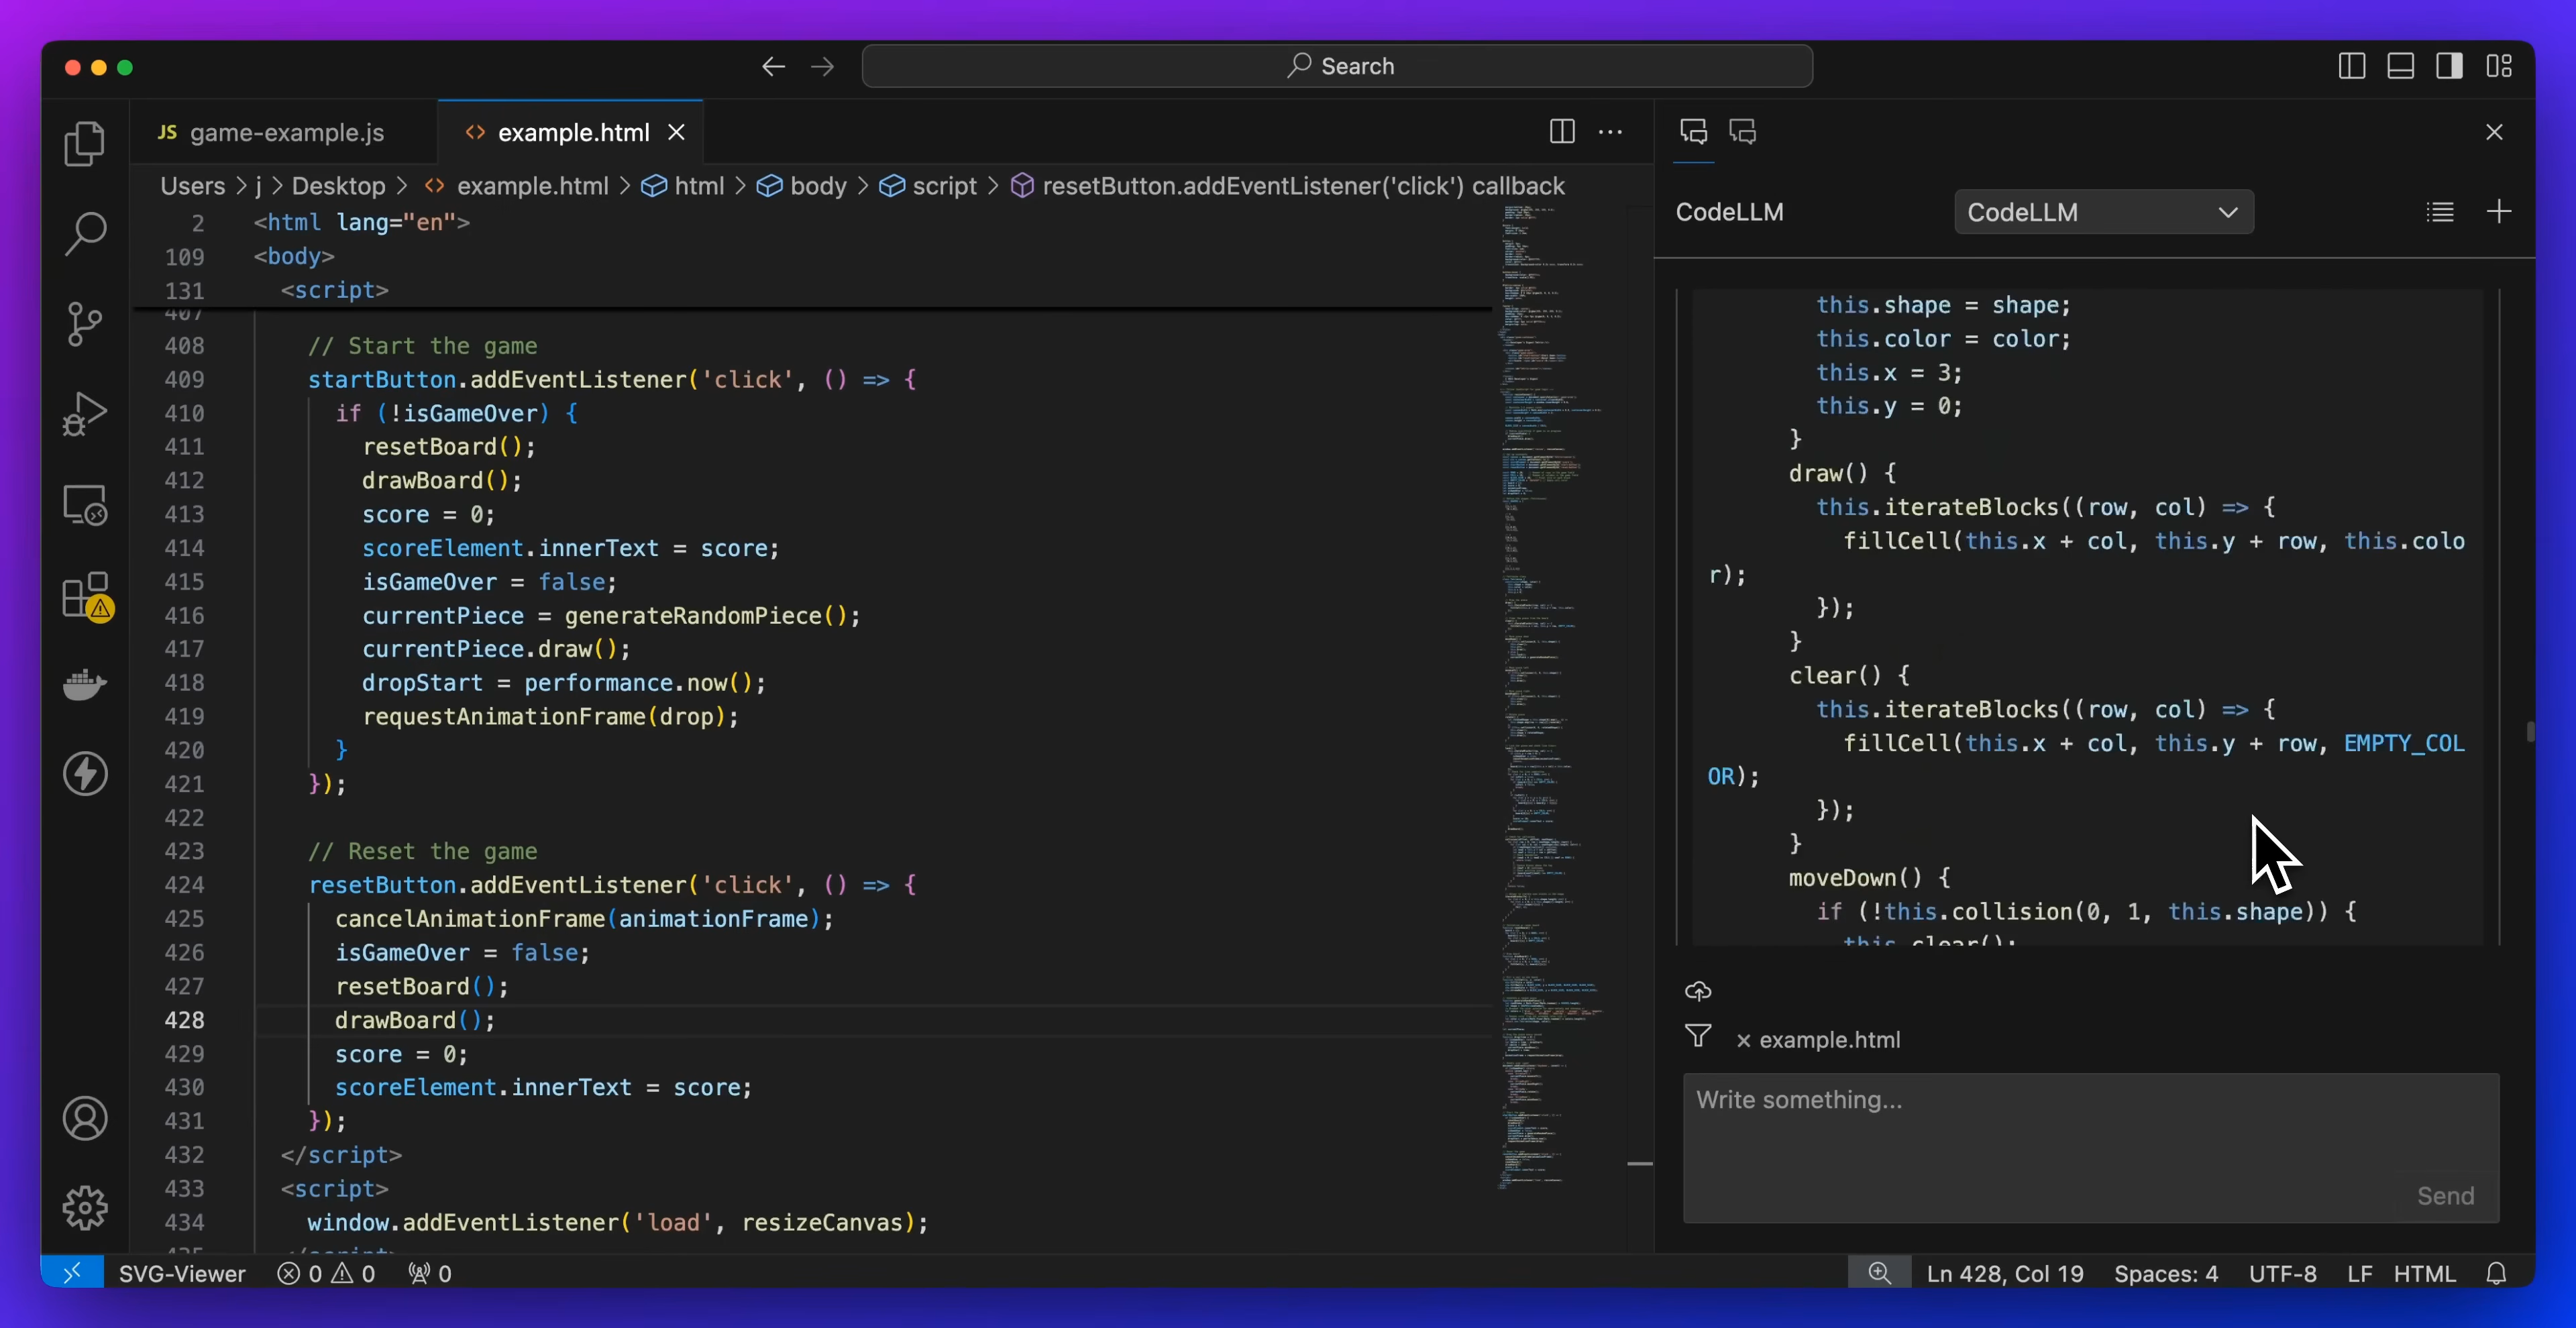 Search
JS game-example.js
<> example.html
Users > j > Desktop > <> example.html > html > body > script > resetButton.addEventListener('click') callback
2 <html lang="en">
109 <body>
131 <script>
407
408 // Start the game
409 startButton.addEventListener('click', () => {
410 if (!isGameOver) {
411 resetBoard();
412 drawBoard();
413 score = 0;
414 scoreElement.innerText = score;
415 isGameOver = false;
416 currentPiece = generateRandomPiece();
417 currentPiece.draw();
418 dropStart = performance.now();
419 requestAnimationFrame(drop);
420 }
421 });
422
423 // Reset the game
424 resetButton.addEventListener('click', () => {
425 cancelAnimationFrame(animationFrame);
426 isGameOver = false;
427 resetBoard();
428 drawBoard();
429 score = 0;
430 scoreElement.innerText = score;
431 });
432 </script>
433 <script>
434 window.addEventListener('load', resizeCanvas);
435 </script>
CodeLLM
CodeLLM
this.shape = shape;
this.color = color;
this.x = 3;
this.y = 0;
}
draw() {
this.iterateBlocks((row, col) => {
fillCell(this.x + col, this.y + row, this.colo
r);
});
}
clear() {
this.iterateBlocks((row, col) => {
fillCell(this.x + col, this.y + row, EMPTY_COL
OR);
});
}
moveDown() {
if (!this.collision(0, 1, this.shape)) {
this.clear();
× example.html
Write something...
Send
SVG-Viewer 0 0 0
Ln 428, Col 19 Spaces: 4 UTF-8 LF HTML